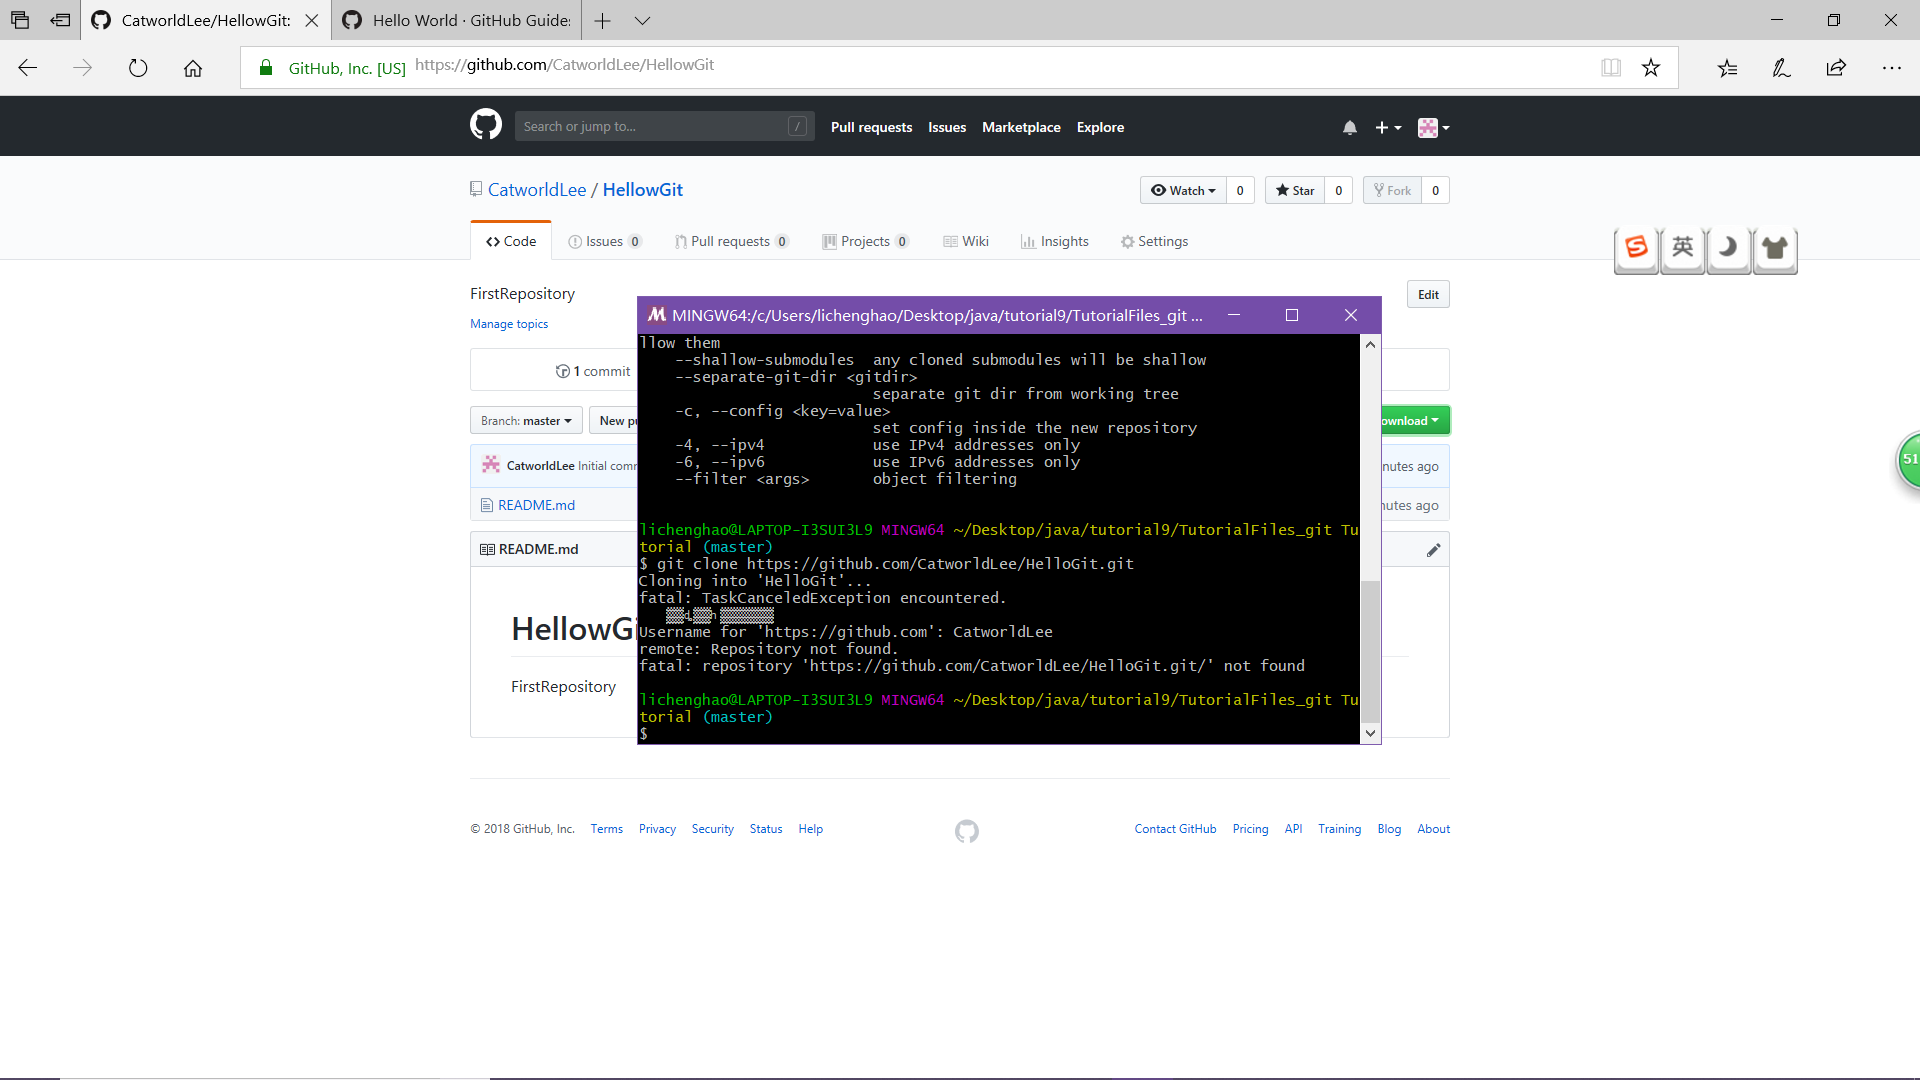 CatworldLee/HellowGit:
Hello World · GitHub Guide
GitHub, Inc. [US] https://github.com/CatworldLee/HellowGit
Search or jump to... /
Pull requests Issues Marketplace Explore
CatworldLee / HellowGit
Watch 0 Star 0 Fork 0
Code Issues 0 Pull requests 0 Projects 0 Wiki Insights Settings
S 英
FirstRepository
Edit
Manage topics
1 commit
Branch: master New pu
ownload
CatworldLee Initial com
nutes ago
README.md
nutes ago
README.md
HellowGi
FirstRepository
MINGW64:/c/Users/lichenghao/Desktop/java/tutorial9/TutorialFiles_git ...
llow them
--shallow-submodules any cloned submodules will be shallow
--separate-git-dir <gitdir>
separate git dir from working tree
-c, --config <key=value>
set config inside the new repository
-4, --ipv4 use IPv4 addresses only
-6, --ipv6 use IPv6 addresses only
--filter <args> object filtering
lichenghao@LAPTOP-I3SUI3L9 MINGW64 ~/Desktop/java/tutorial9/TutorialFiles_git Tu
torial (master)
$ git clone https://github.com/CatworldLee/HelloGit.git
Cloning into 'HelloGit'...
fatal: TaskCanceledException encountered.
Username for 'https://github.com': CatworldLee
remote: Repository not found.
fatal: repository 'https://github.com/CatworldLee/HelloGit.git/' not found
lichenghao@LAPTOP-I3SUI3L9 MINGW64 ~/Desktop/java/tutorial9/TutorialFiles_git Tu
torial (master)
$
51
© 2018 GitHub, Inc. Terms Privacy Security Status Help
Contact GitHub Pricing API Training Blog About